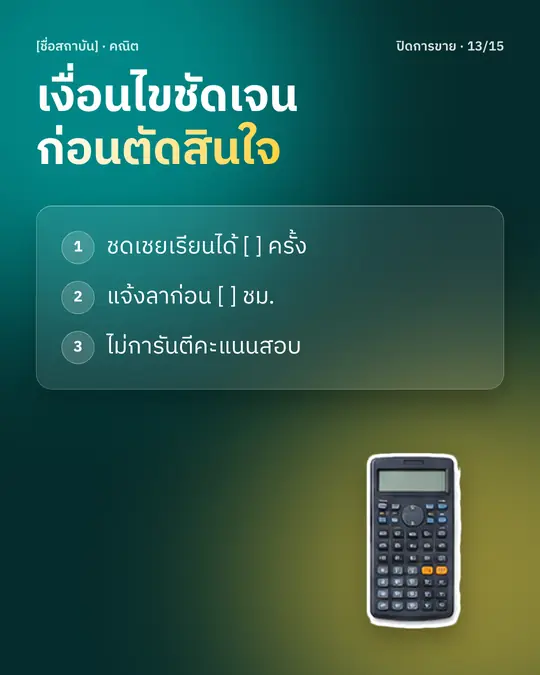 [ชื่อสถาบัน] · คณิต
ปิดการขาย · 13/15
เงื่อนไขชัดเจน
ก่อนตัดสินใจ
1 ชดเชยเรียนได้ [ ] ครั้ง
2 แจ้งลาก่อน [ ] ชม.
3 ไม่การันตีคะแนนสอบ